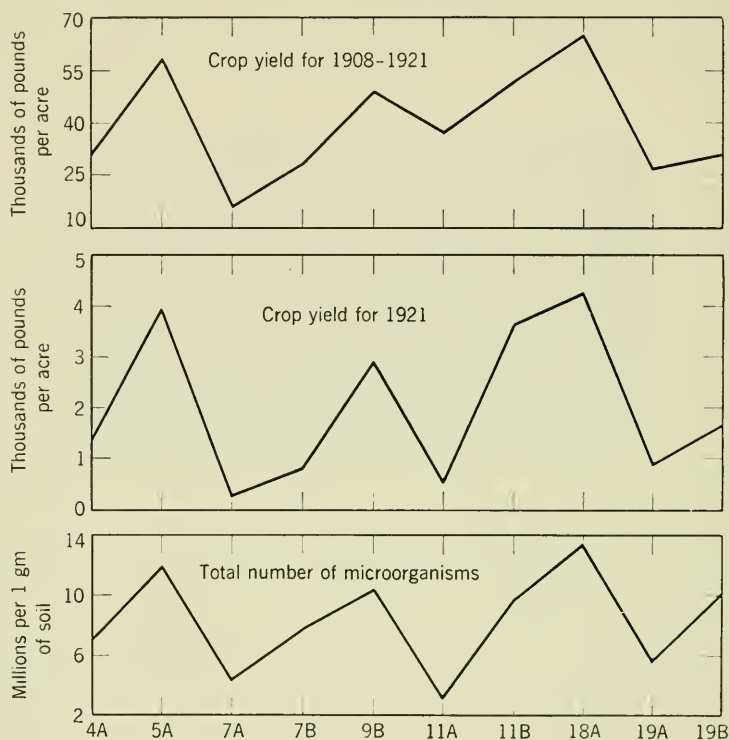 Thousands of pounds
per acre
70
55
40
25
10
Crop yield for 1908-1921
Thousands of pounds
per acre
5
4
3
2
1
0
Crop yield for 1921
Millions per 1 gm
of soil
14
10
6
2
Total number of microorganisms
4A 5A 7A 7B 9B 11A 11B 18A 19A 19B